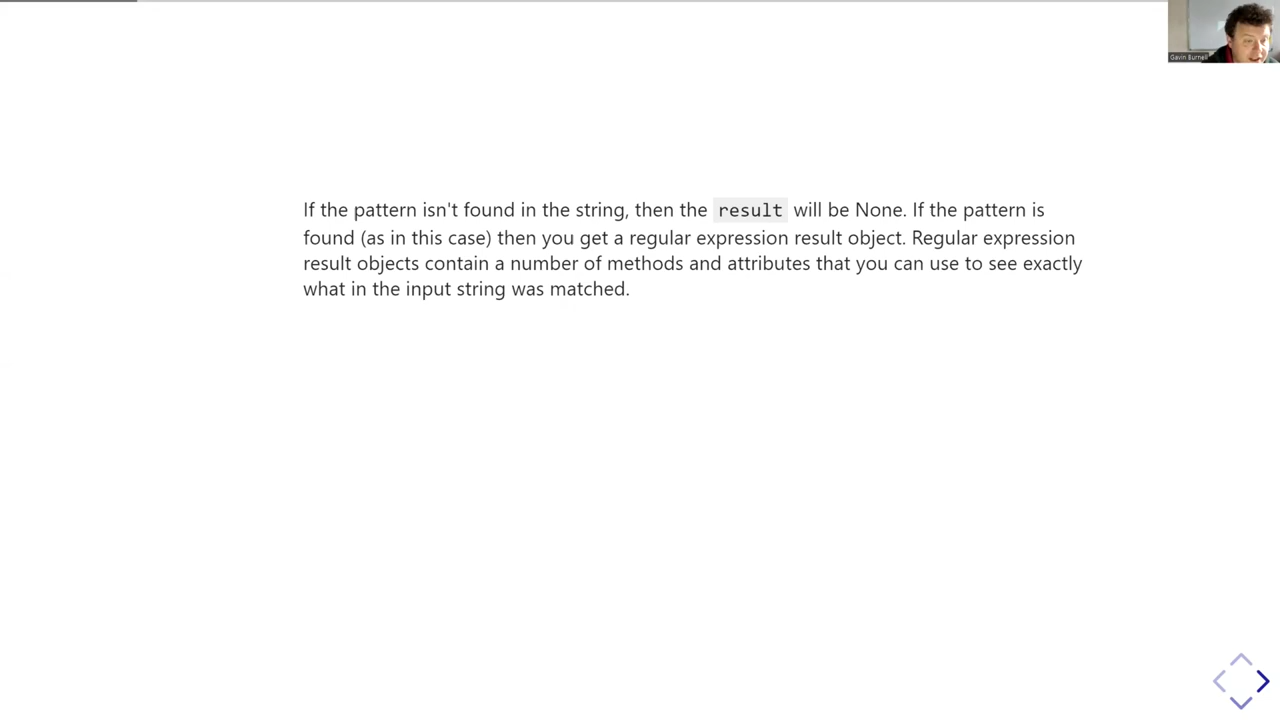 Gavin Burnell
If the pattern isn't found in the string, then the result will be None. If the pattern is
found (as in this case) then you get a regular expression result object. Regular expression
result objects contain a number of methods and attributes that you can use to see exactly
what in the input string was matched.